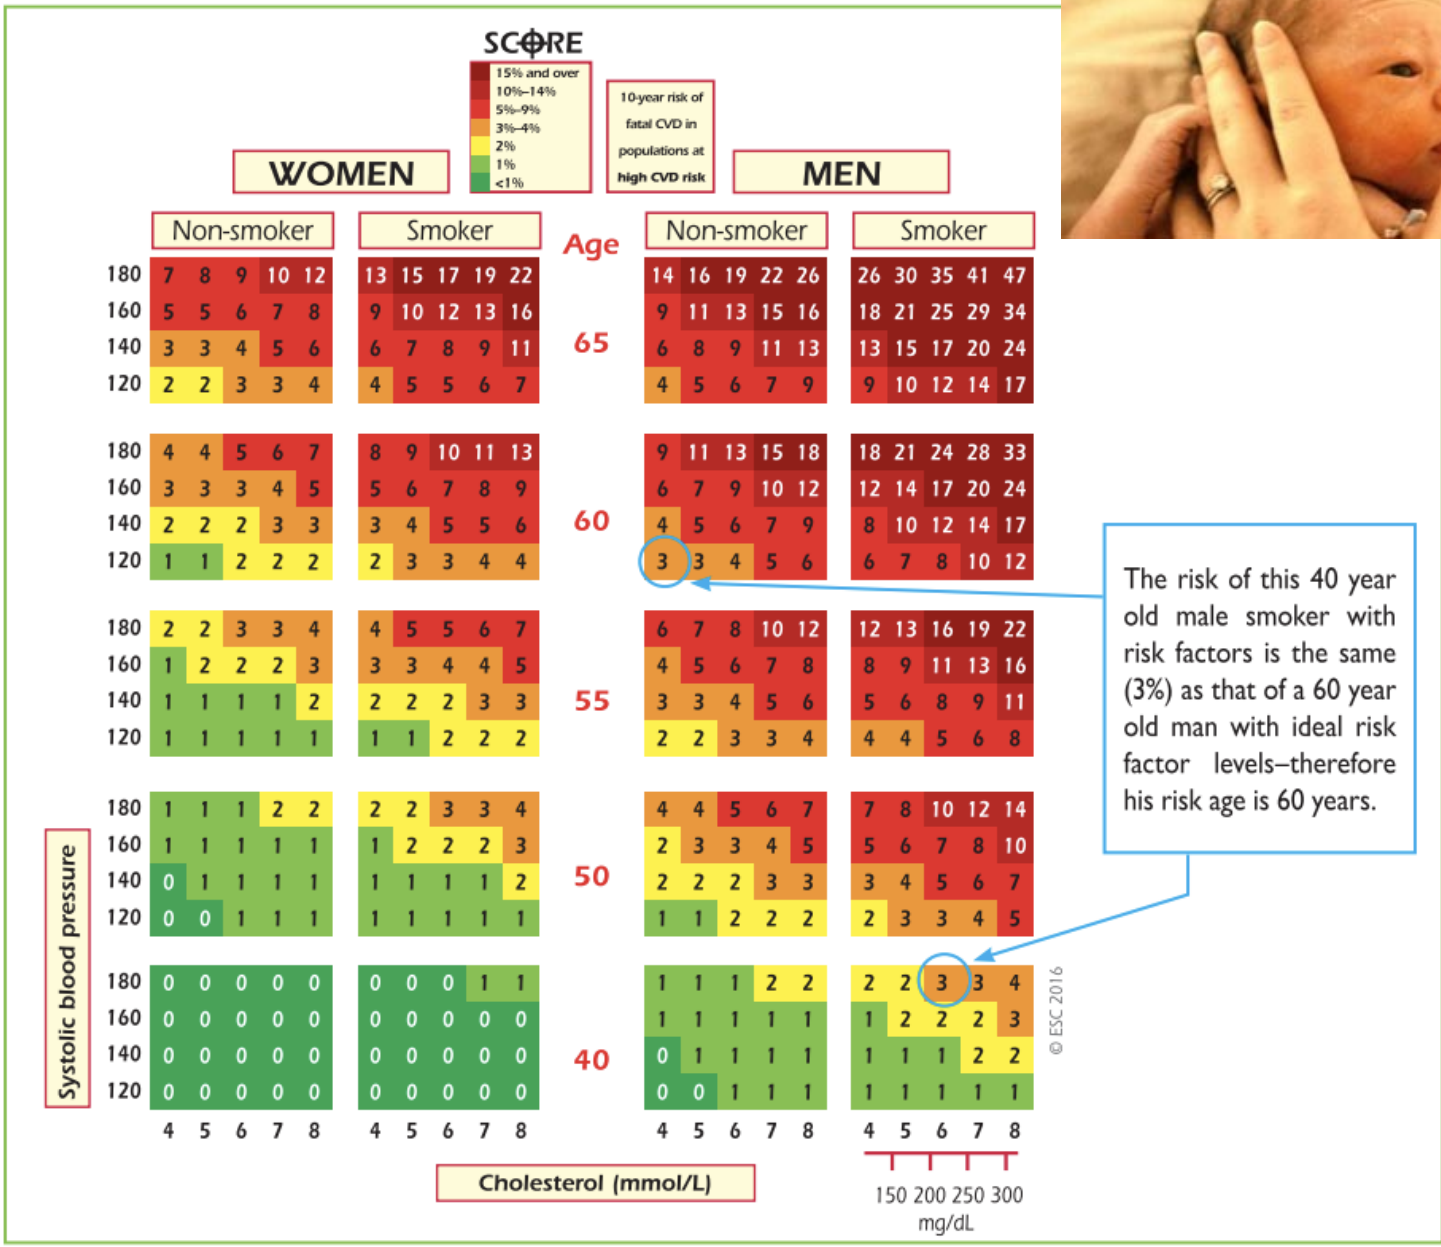 SCORE
15% and over
10%–14%
5%–9%
3%–4%
2%
1%
<1%
10-year risk of
fatal CVD in
populations at
high CVD risk
WOMEN
MEN
Non-smoker Smoker Age Non-smoker Smoker
180 7 8 9 10 12 13 15 17 19 22 14 16 19 22 26 26 30 35 41 47
160 5 5 6 7 8 9 10 12 13 16 9 11 13 15 16 18 21 25 29 34
65
140 3 3 4 5 6 6 7 8 9 11 6 8 9 11 13 13 15 17 20 24
120 2 2 3 3 4 4 5 5 6 7 4 5 6 7 9 9 10 12 14 17
180 4 4 5 6 7 8 9 10 11 13 9 11 13 15 18 18 21 24 28 33
160 3 3 3 4 5 5 6 7 8 9 6 7 9 10 12 12 14 17 20 24
60
140 2 2 2 3 3 3 4 5 5 6 4 5 6 7 9 8 10 12 14 17
120 1 1 2 2 2 2 3 3 4 4 3 3 4 5 6 6 7 8 10 12
180 2 2 3 3 4 4 5 5 6 7 6 7 8 10 12 12 13 16 19 22
160 1 2 2 2 3 3 3 4 4 5 4 5 6 7 8 8 9 11 13 16
55
140 1 1 1 1 2 2 2 2 3 3 3 3 4 5 6 5 6 8 9 11
120 1 1 1 1 1 1 1 2 2 2 2 2 3 3 4 4 4 5 6 8
180 1 1 1 2 2 2 2 3 3 4 4 4 5 6 7 7 8 10 12 14
160 1 1 1 1 1 1 2 2 2 3 2 3 3 4 5 5 6 7 8 10
50
140 0 1 1 1 1 1 1 1 1 2 2 2 2 3 3 3 4 5 6 7
120 0 0 1 1 1 1 1 1 1 1 1 1 2 2 2 2 3 3 4 5
180 0 0 0 0 0 0 0 0 1 1 1 1 1 2 2 2 2 3 3 4
160 0 0 0 0 0 0 0 0 0 0 1 1 1 1 1 1 2 2 2 3
40
140 0 0 0 0 0 0 0 0 0 0 0 1 1 1 1 1 1 1 2 2
120 0 0 0 0 0 0 0 0 0 0 0 0 1 1 1 1 1 1 1 1
4 5 6 7 8 4 5 6 7 8 4 5 6 7 8 4 5 6 7 8
Systolic blood pressure
Cholesterol (mmol/L)
150 200 250 300
mg/dL
© ESC 2016
The risk of this 40 year
old male smoker with
risk factors is the same
(3%) as that of a 60 year
old man with ideal risk
factor levels–therefore
his risk age is 60 years.